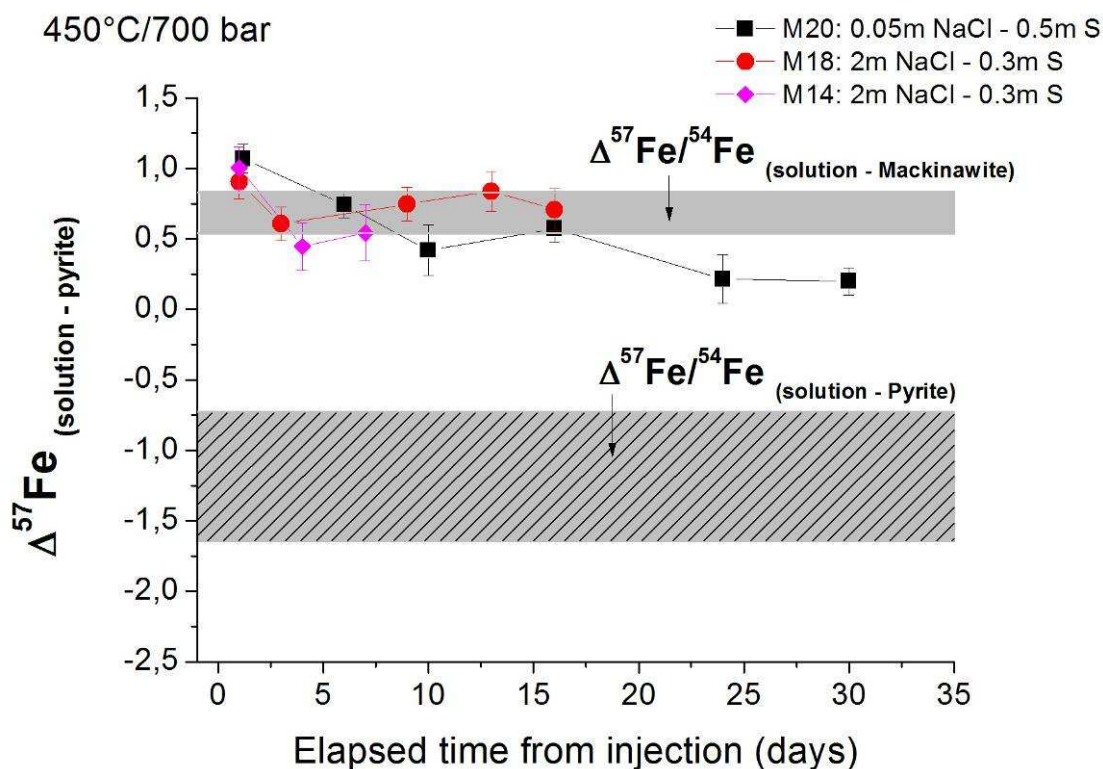 450°C/700 bar
M20: 0.05m NaCl - 0.5m S
M18: 2m NaCl - 0.3m S
M14: 2m NaCl - 0.3m S
1,5
1,0
0,5
0,0
-0,5
-1,0
-1,5
-2,0
-2,5
Δ⁵⁷Fe (solution - pyrite)
Δ⁵⁷Fe/⁵⁴Fe (solution - Mackinawite)
Δ⁵⁷Fe/⁵⁴Fe (solution - Pyrite)
0 5 10 15 20 25 30 35
Elapsed time from injection (days)